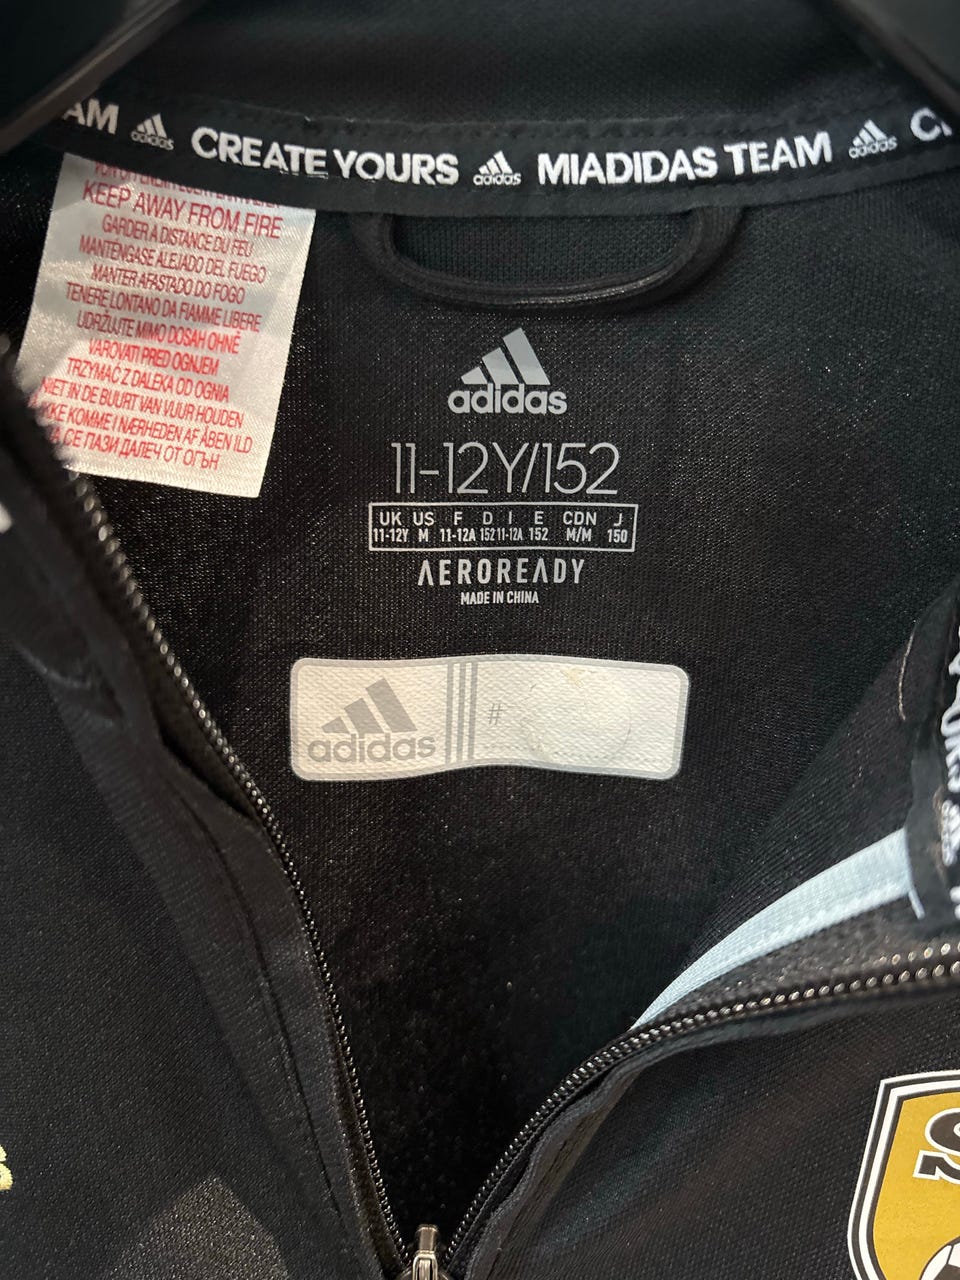 AM adidas CREATE YOURS adidas MIADIDAS TEAM adidas
KEEP AWAY FROM FIRE
GARDER A DISTANCE DU FEU
MANTÉNGASE ALEJADO DEL FUEGO
MANTER AFASTADO DO FOGO
TENERE LONTANO DA FIAMME LIBERE
UDRŽUJTE MIMO DOSAH OHNĚ
VAROVATI PRED OGNJEM
TRZYMAĆ Z DALEKA OD OGNIA
NIET IN DE BUURT VAN VUUR HOUDEN
KKE KOMME I NÆRHEDEN AF ÅBEN ILD
СЕ ПАЗИ ДАЛЕЧ ОТ ОГЪН
adidas
11-12Y/152
UK US F D I E CDN J
11-12Y M 11-12A 152 11-12A 152 M/M 150
AEROREADY
MADE IN CHINA
adidas #